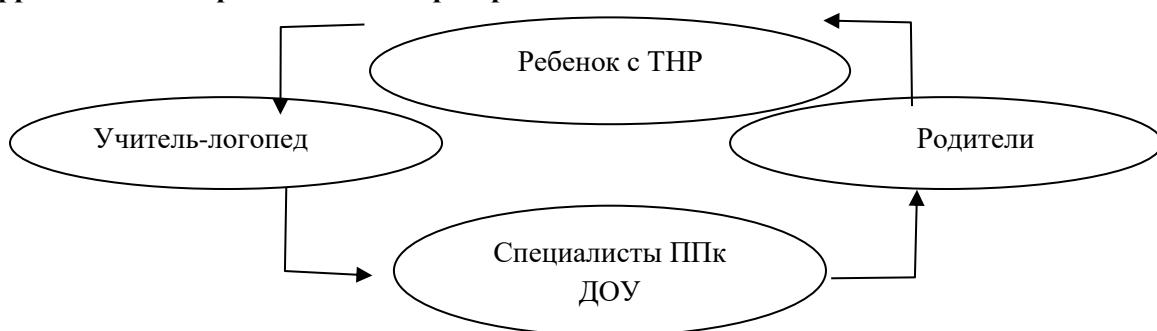 Ребенок с ТНР
Учитель-логопед
Родители
Специалисты ППк
ДОУ